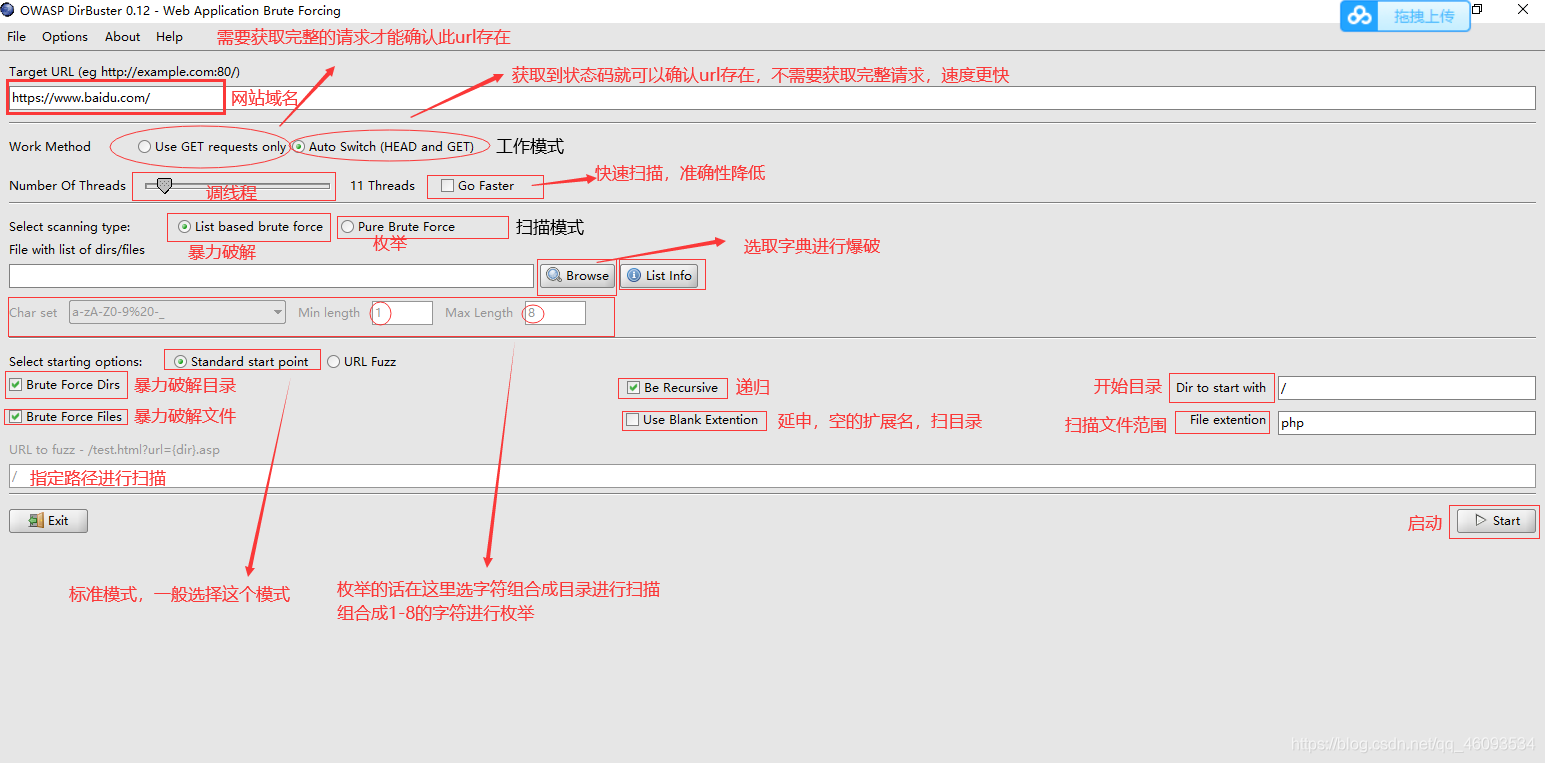 OWASP DirBuster 0.12 - Web Application Brute Forcing
拖拽上传
File Options About Help
需要获取完整的请求才能确认此url存在
Target URL (eg http://example.com:80/)
获取到状态码就可以确认url存在，不需要获取完整请求，速度更快
https://www.baidu.com/
网站域名
Work Method
Use GET requests only
Auto Switch (HEAD and GET)
工作模式
Number Of Threads
调线程
11 Threads
Go Faster
快速扫描，准确性降低
Select scanning type:
List based brute force
Pure Brute Force
扫描模式
枚举
File with list of dirs/files
暴力破解
选取字典进行爆破
Browse
List Info
Char set
a-zA-Z0-9%20-_
Min length
1
Max Length
8
Select starting options:
Standard start point
URL Fuzz
Brute Force Dirs
暴力破解目录
Be Recursive
递归
开始目录
Dir to start with
/
Brute Force Files
暴力破解文件
Use Blank Extention
延申，空的扩展名，扫目录
扫描文件范围
File extention
php
URL to fuzz - /test.html?url={dir}.asp
/
指定路径进行扫描
Exit
启动
Start
标准模式，一般选择这个模式
枚举的话在这里选字符组合成目录进行扫描
组合成1-8的字符进行枚举
https://blog.csdn.net/qq_46093534